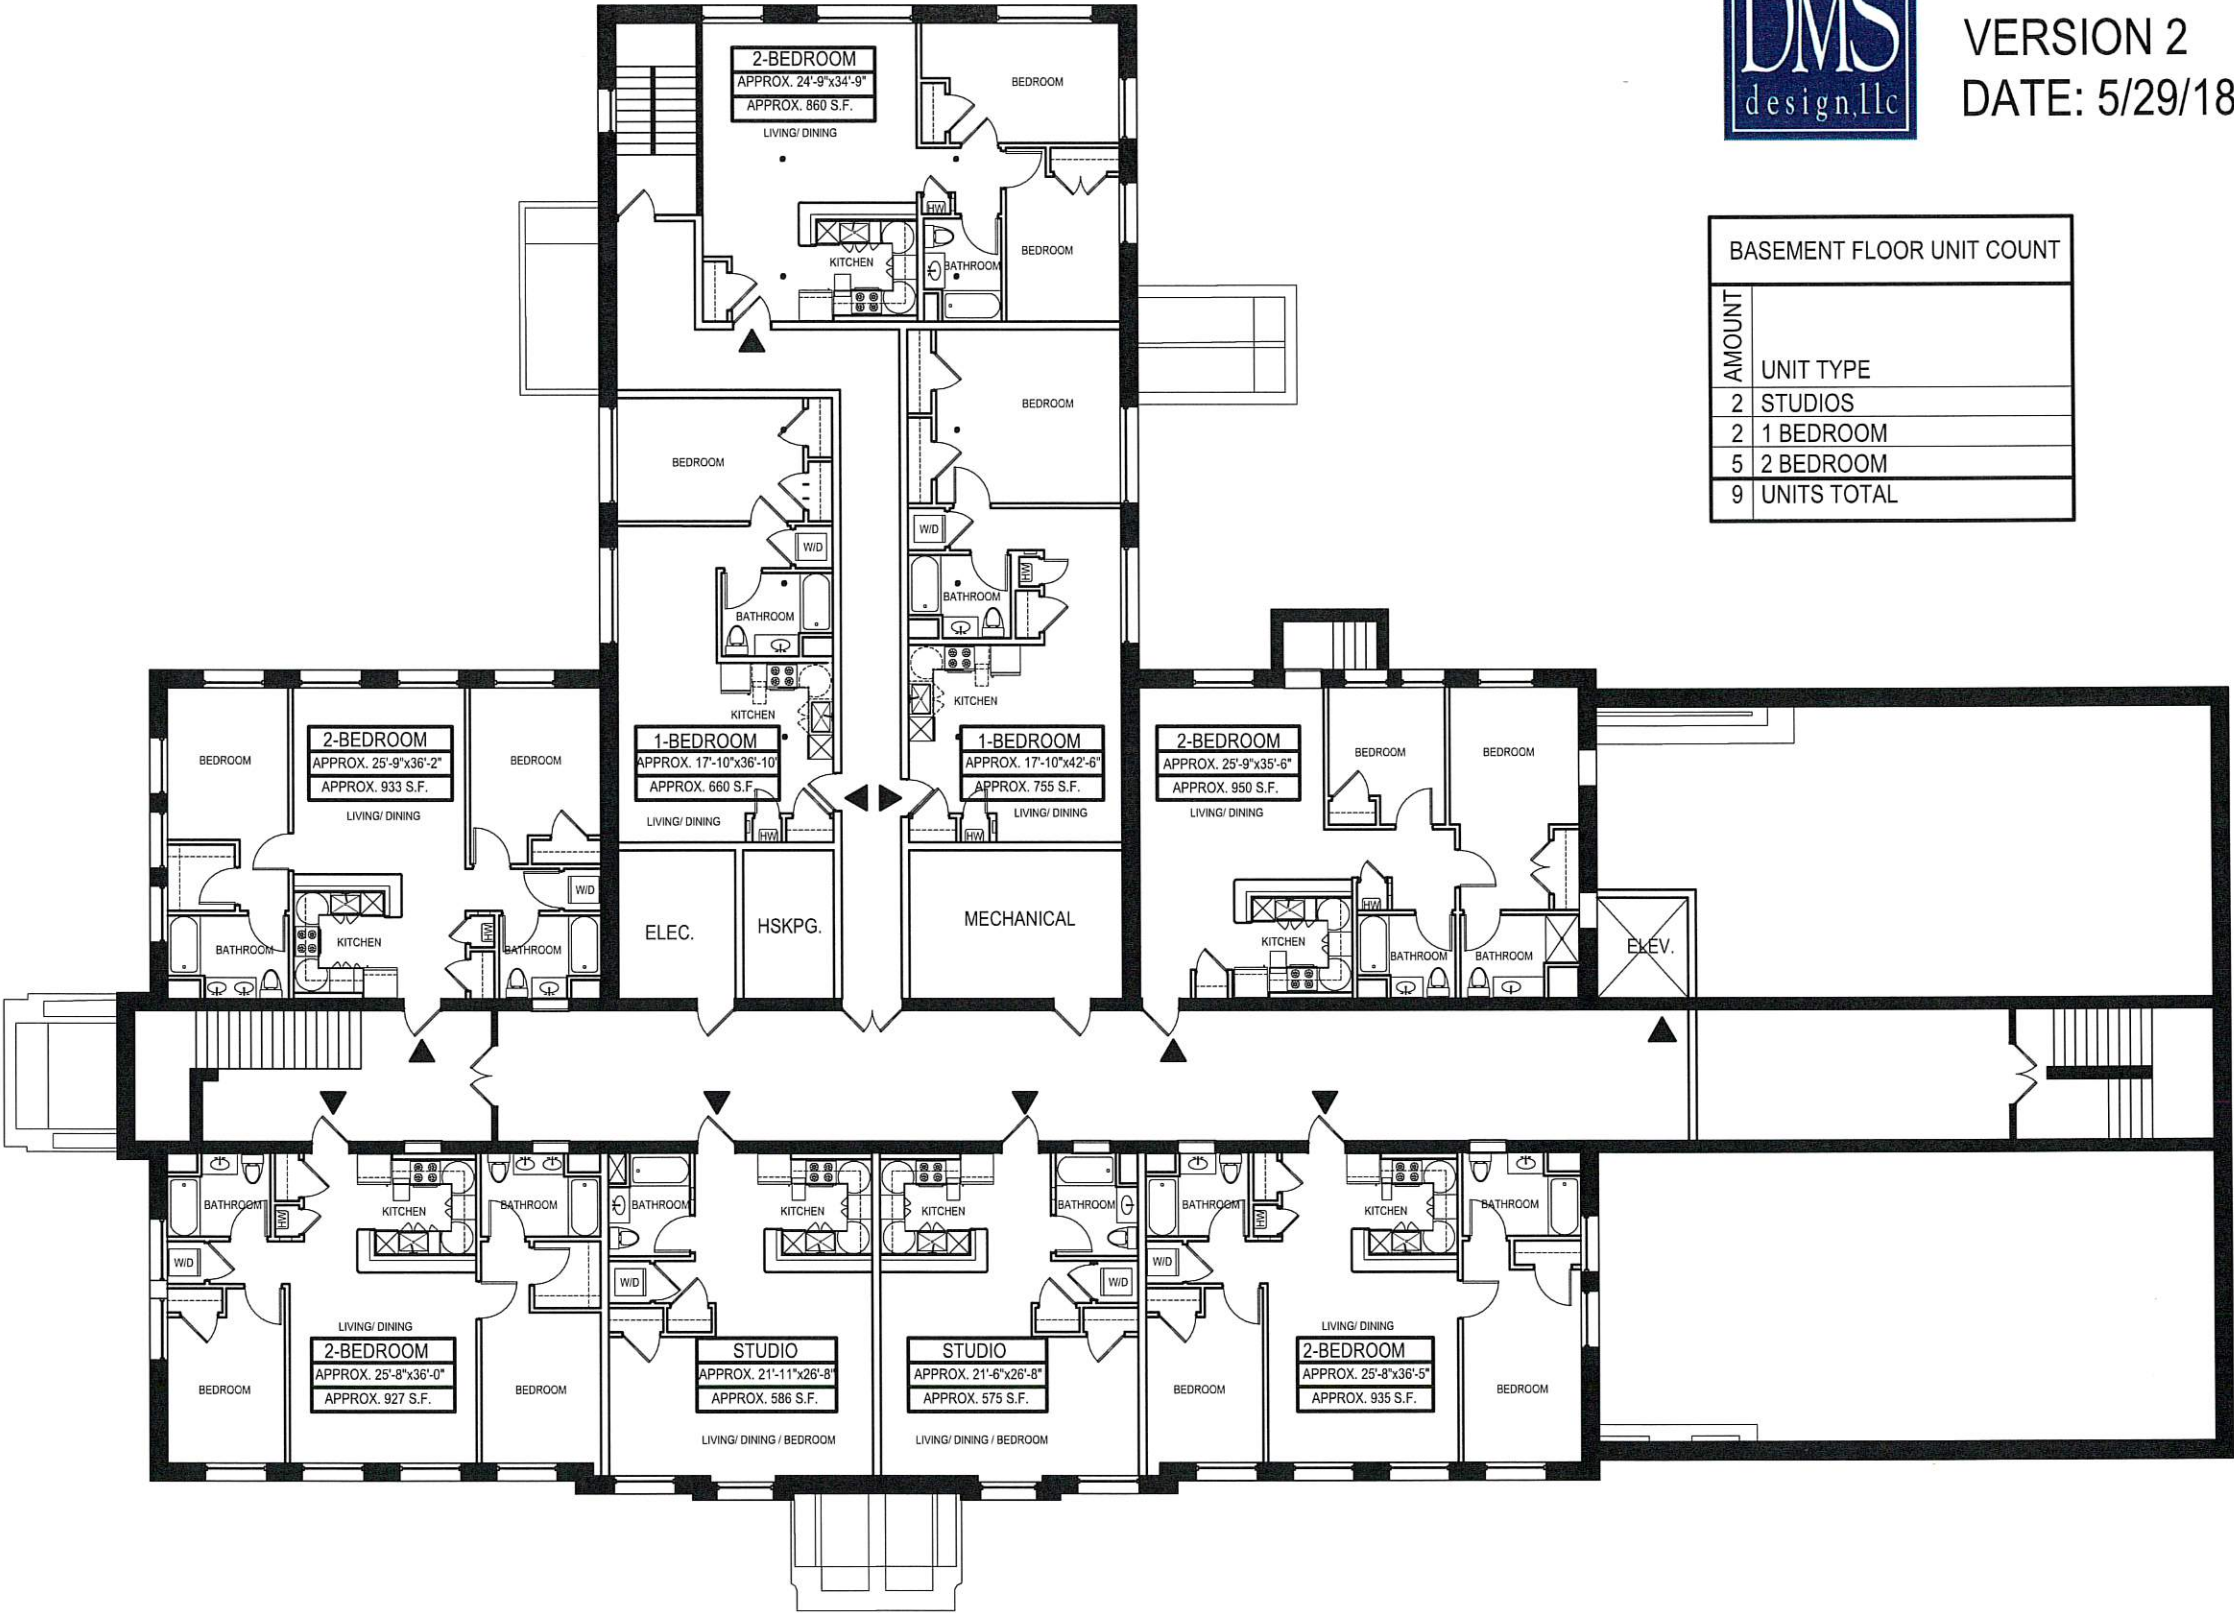 DMS
design,llc
VERSION 2
DATE: 5/29/18
BASEMENT FLOOR UNIT COUNT
AMOUNT
UNIT TYPE
2 STUDIOS
2 1 BEDROOM
5 2 BEDROOM
9 UNITS TOTAL
2-BEDROOM
APPROX. 24'-9"x34'-9"
APPROX. 860 S.F.
LIVING/ DINING
BEDROOM
BEDROOM
HW
KITCHEN
BATHROOM
BEDROOM
BEDROOM
W/D
W/D
HW
BATHROOM
BATHROOM
KITCHEN
KITCHEN
1-BEDROOM
APPROX. 17'-10"x36'-10"
APPROX. 660 S.F.
LIVING/ DINING
HW
1-BEDROOM
APPROX. 17'-10"x42'-6"
APPROX. 755 S.F.
LIVING/ DINING
HW
BEDROOM
2-BEDROOM
APPROX. 25'-9"x36'-2"
APPROX. 933 S.F.
LIVING/ DINING
BEDROOM
W/D
HW
BATHROOM
KITCHEN
BATHROOM
ELEC.
HSKPG.
MECHANICAL
2-BEDROOM
APPROX. 25'-9"x35'-6"
APPROX. 950 S.F.
LIVING/ DINING
BEDROOM
BEDROOM
HW
KITCHEN
BATHROOM
BATHROOM
ELEV.
BATHROOM
HW
KITCHEN
BATHROOM
W/D
LIVING/ DINING
2-BEDROOM
APPROX. 25'-8"x36'-0"
APPROX. 927 S.F.
BEDROOM
BEDROOM
BATHROOM
KITCHEN
W/D
STUDIO
APPROX. 21'-11"x26'-8"
APPROX. 586 S.F.
LIVING/ DINING / BEDROOM
KITCHEN
BATHROOM
W/D
STUDIO
APPROX. 21'-6"x26'-8"
APPROX. 575 S.F.
LIVING/ DINING / BEDROOM
BATHROOM
HW
KITCHEN
BATHROOM
W/D
LIVING/ DINING
2-BEDROOM
APPROX. 25'-8"x36'-5"
APPROX. 935 S.F.
BEDROOM
BEDROOM